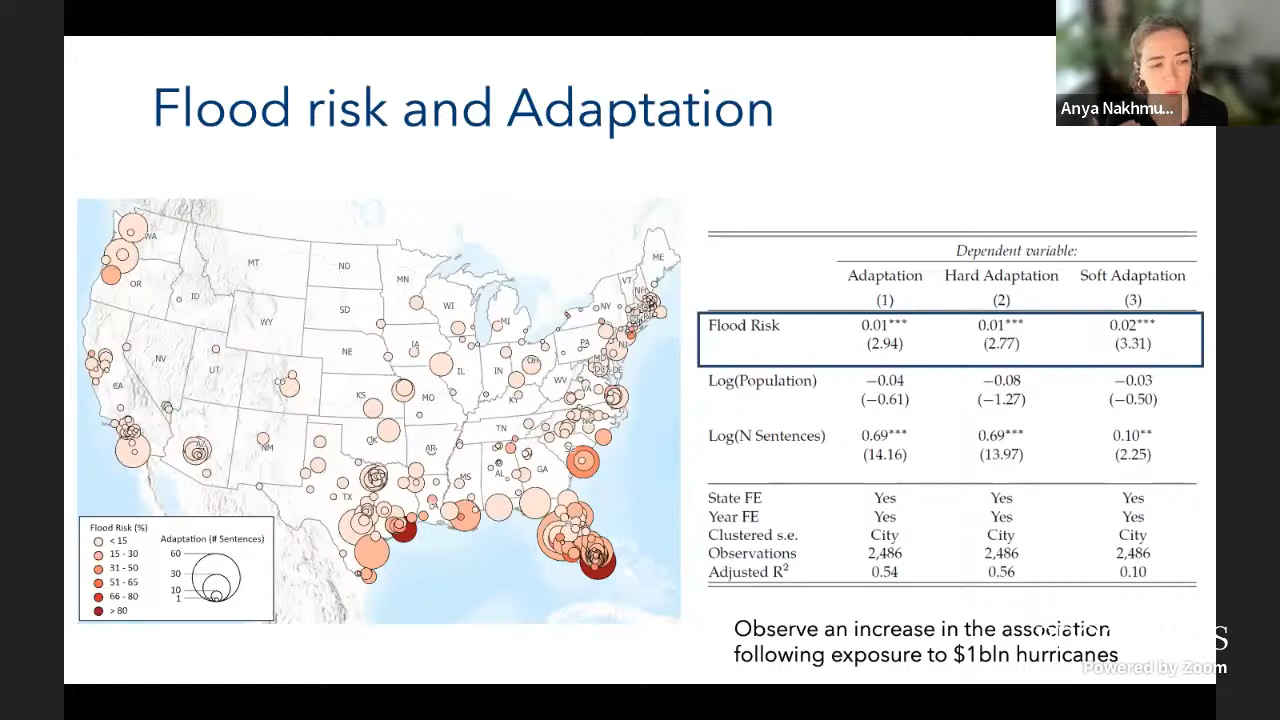 Flood risk and Adaptation
Anya Nakhmu...
WA
OR
ID
MT
ND
MN
SD
WY
NV
UT
CA
NE
IA
WI
MI
IL
IN
OH
PA
NY
VT
NH
ME
NJ
MD
DE
WV
VA
KY
MO
KS
CO
AZ
NM
OK
AR
TN
NC
SC
GA
AL
MS
LA
TX
Flood Risk (%)
< 15
15 - 30
31 - 50
51 - 65
66 - 80
> 80
Adaptation (# Sentences)
60
30
10
1
Dependent variable:
Adaptation Hard Adaptation Soft Adaptation
(1) (2) (3)
Flood Risk 0.01*** 0.01*** 0.02***
(2.94) (2.77) (3.31)
Log(Population) −0.04 −0.08 −0.03
(−0.61) (−1.27) (−0.50)
Log(N Sentences) 0.69*** 0.69*** 0.10**
(14.16) (13.97) (2.25)
State FE Yes Yes Yes
Year FE Yes Yes Yes
Clustered s.e. City City City
Observations 2,486 2,486 2,486
Adjusted R² 0.54 0.56 0.10
Observe an increase in the association
following exposure to $1bln hurricanes
Powered by Zoom